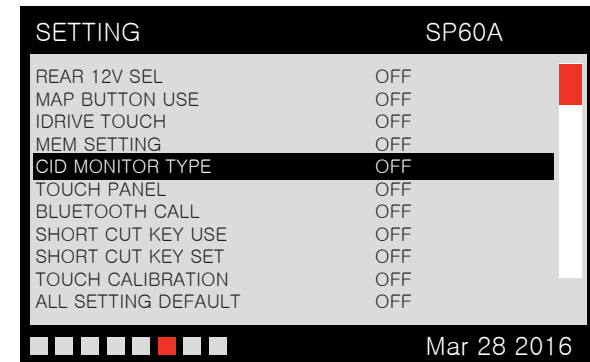 SETTING SP60A
REAR 12V SEL OFF
MAP BUTTON USE OFF
IDRIVE TOUCH OFF
MEM SETTING OFF
CID MONITOR TYPE OFF
TOUCH PANEL OFF
BLUETOOTH CALL OFF
SHORT CUT KEY USE OFF
SHORT CUT KEY SET OFF
TOUCH CALIBRATION OFF
ALL SETTING DEFAULT OFF
Mar 28 2016